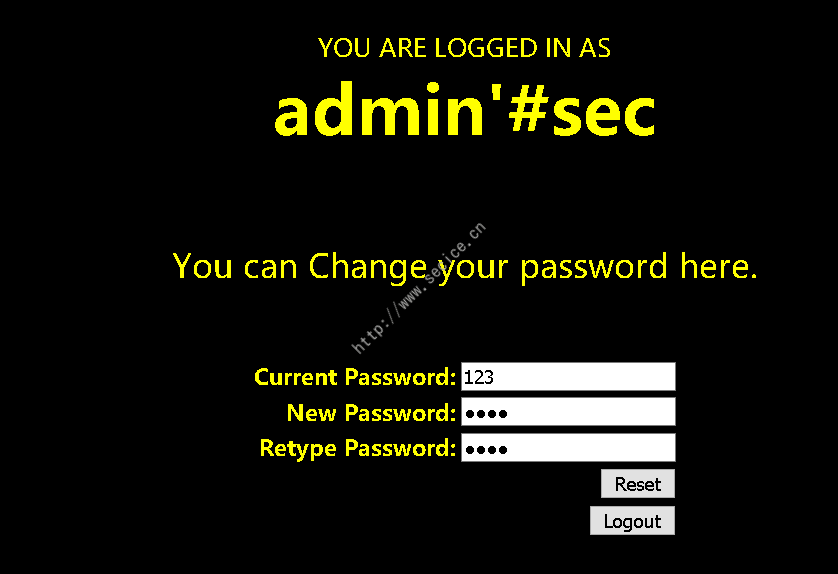 YOU ARE LOGGED IN AS
admin'#sec
You can Change your password here.
http://www.secice.cn
Current Password: 123
New Password: ••••
Retype Password: ••••
Reset
Logout